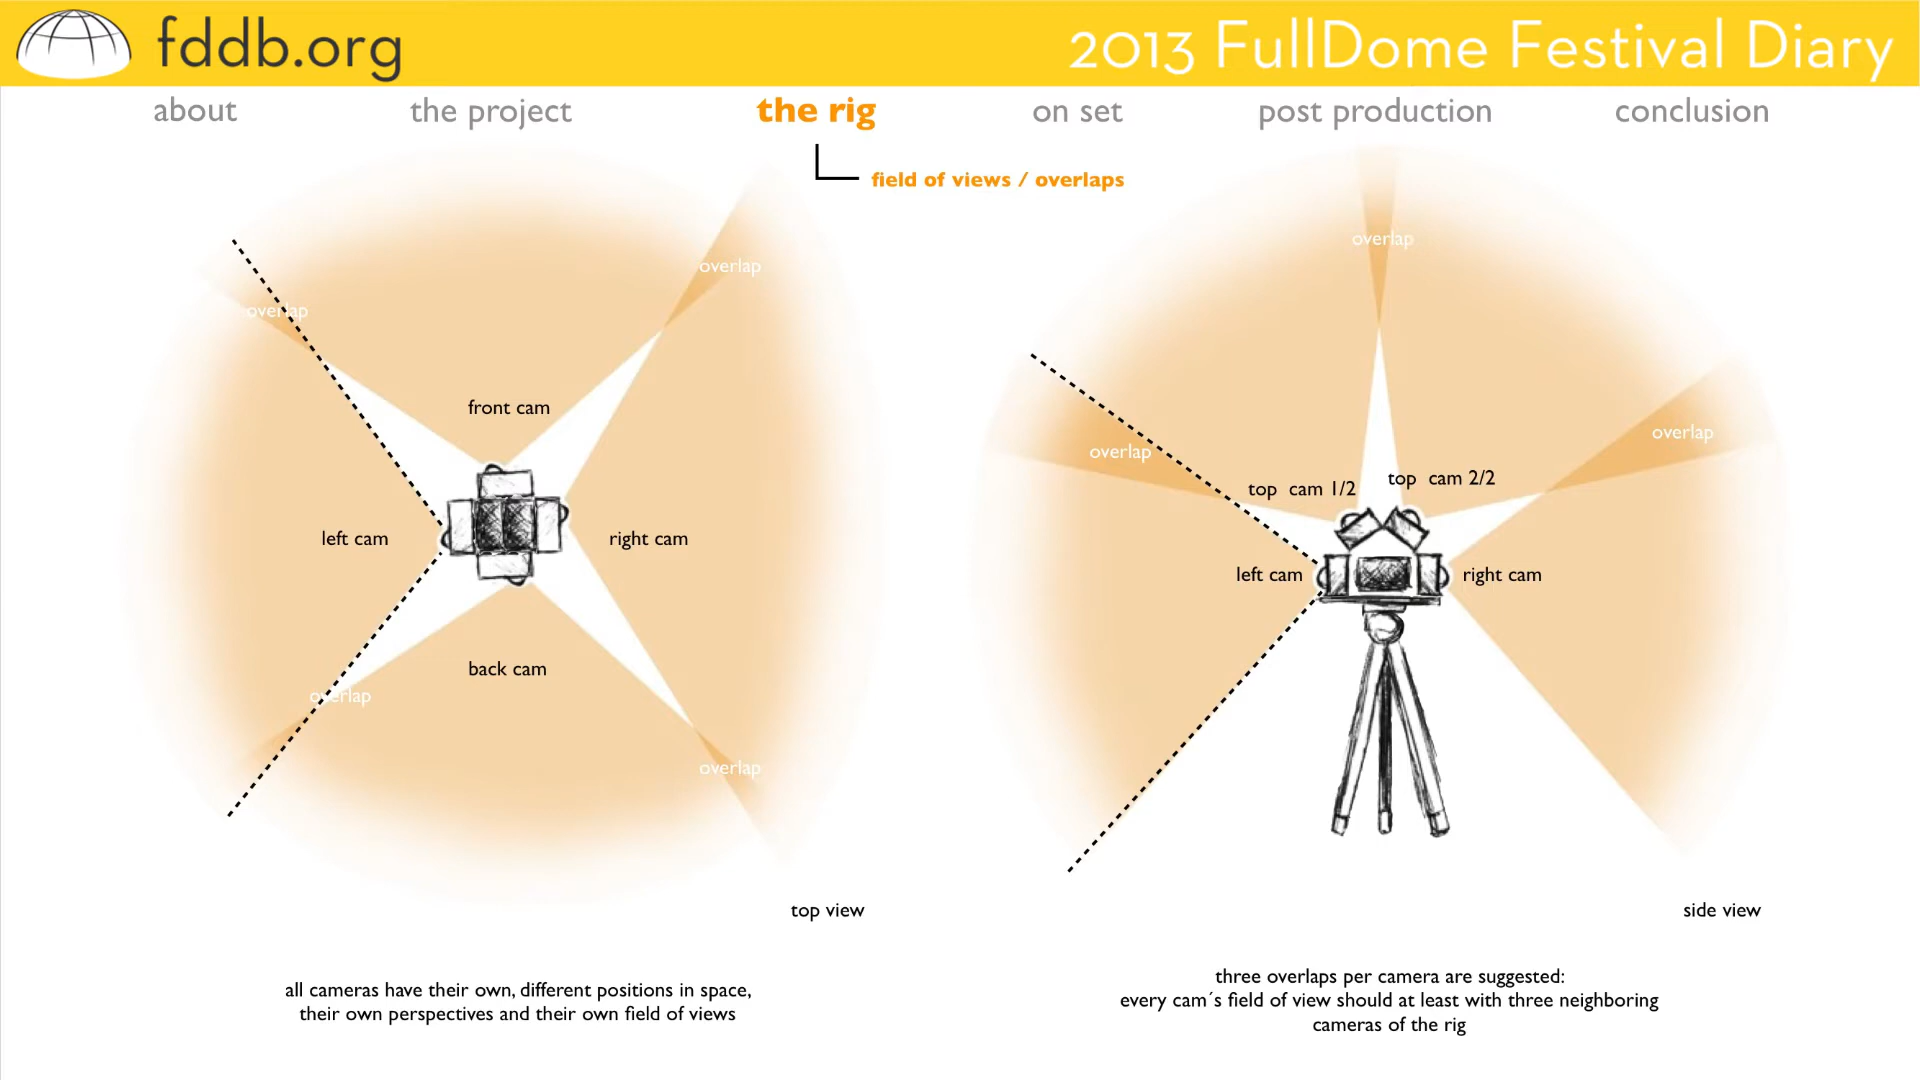 fddb.org
2013 FullDome Festival Diary
about
the project
the rig
on set
post production
conclusion
field of views / overlaps
overlap
overlap
front cam
left cam
right cam
back cam
overlap
overlap
top view
all cameras have their own, different positions in space,
their own perspectives and their own field of views
overlap
overlap
overlap
top cam 1/2
top cam 2/2
left cam
right cam
side view
three overlaps per camera are suggested:
every cam´s field of view should at least with three neighboring
cameras of the rig